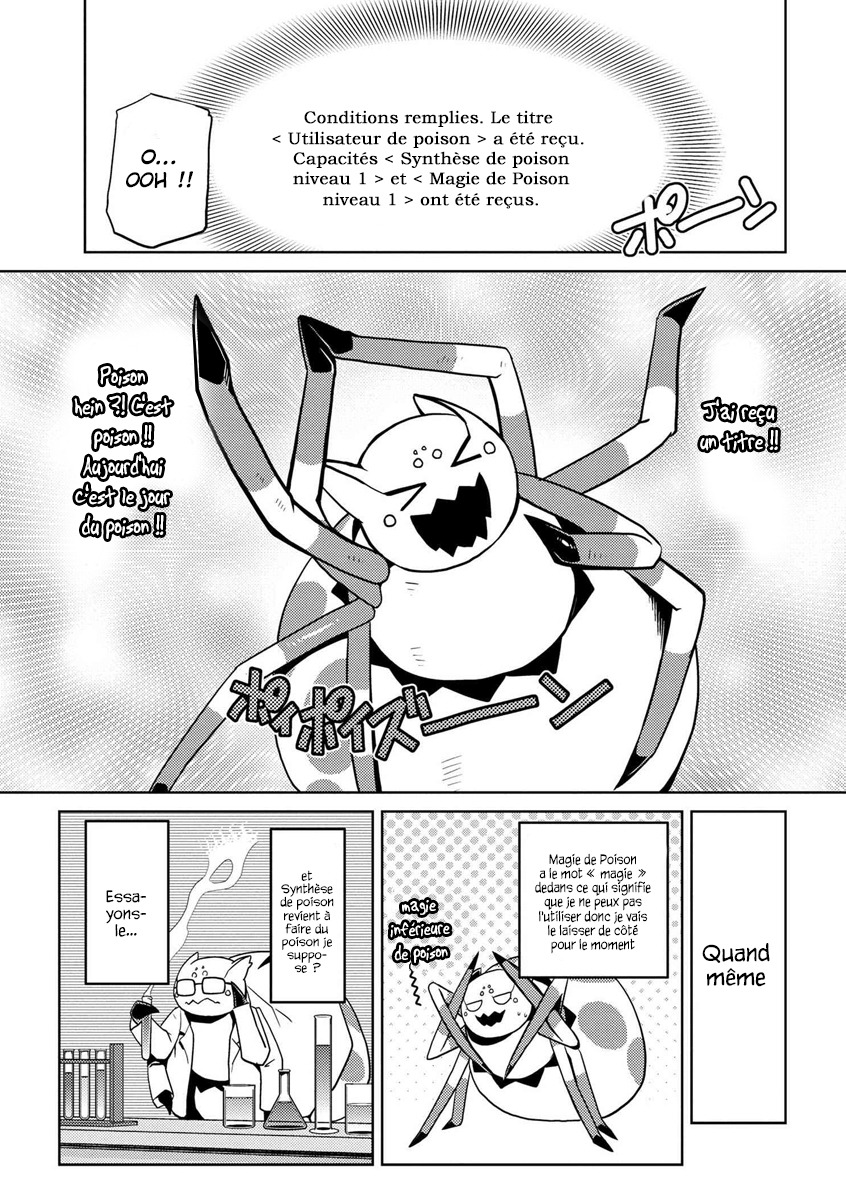 Conditions remplies. Le titre
< Utilisateur de poison > a été reçu.
Capacités < Synthèse de poison
niveau 1 > et < Magie de Poison
niveau 1 > ont été reçus.
O...
OOH !!
ポーン
J'ai reçu
un titre !!
Poison
hein ?! C'est
poison !!
Aujourd'hui
c'est le jour
du poison !!
ポイポイズーン
Quand
même
Magie de Poison
a le mot « magie »
dedans ce qui signifie
que je ne peux pas
l'utiliser donc je vais
le laisser de côté
pour le moment
magie
inférieure
de poison
et
Synthèse
de poison
revient à
faire du
poison je
suppo-
se ?
Essa-
yons-
le...